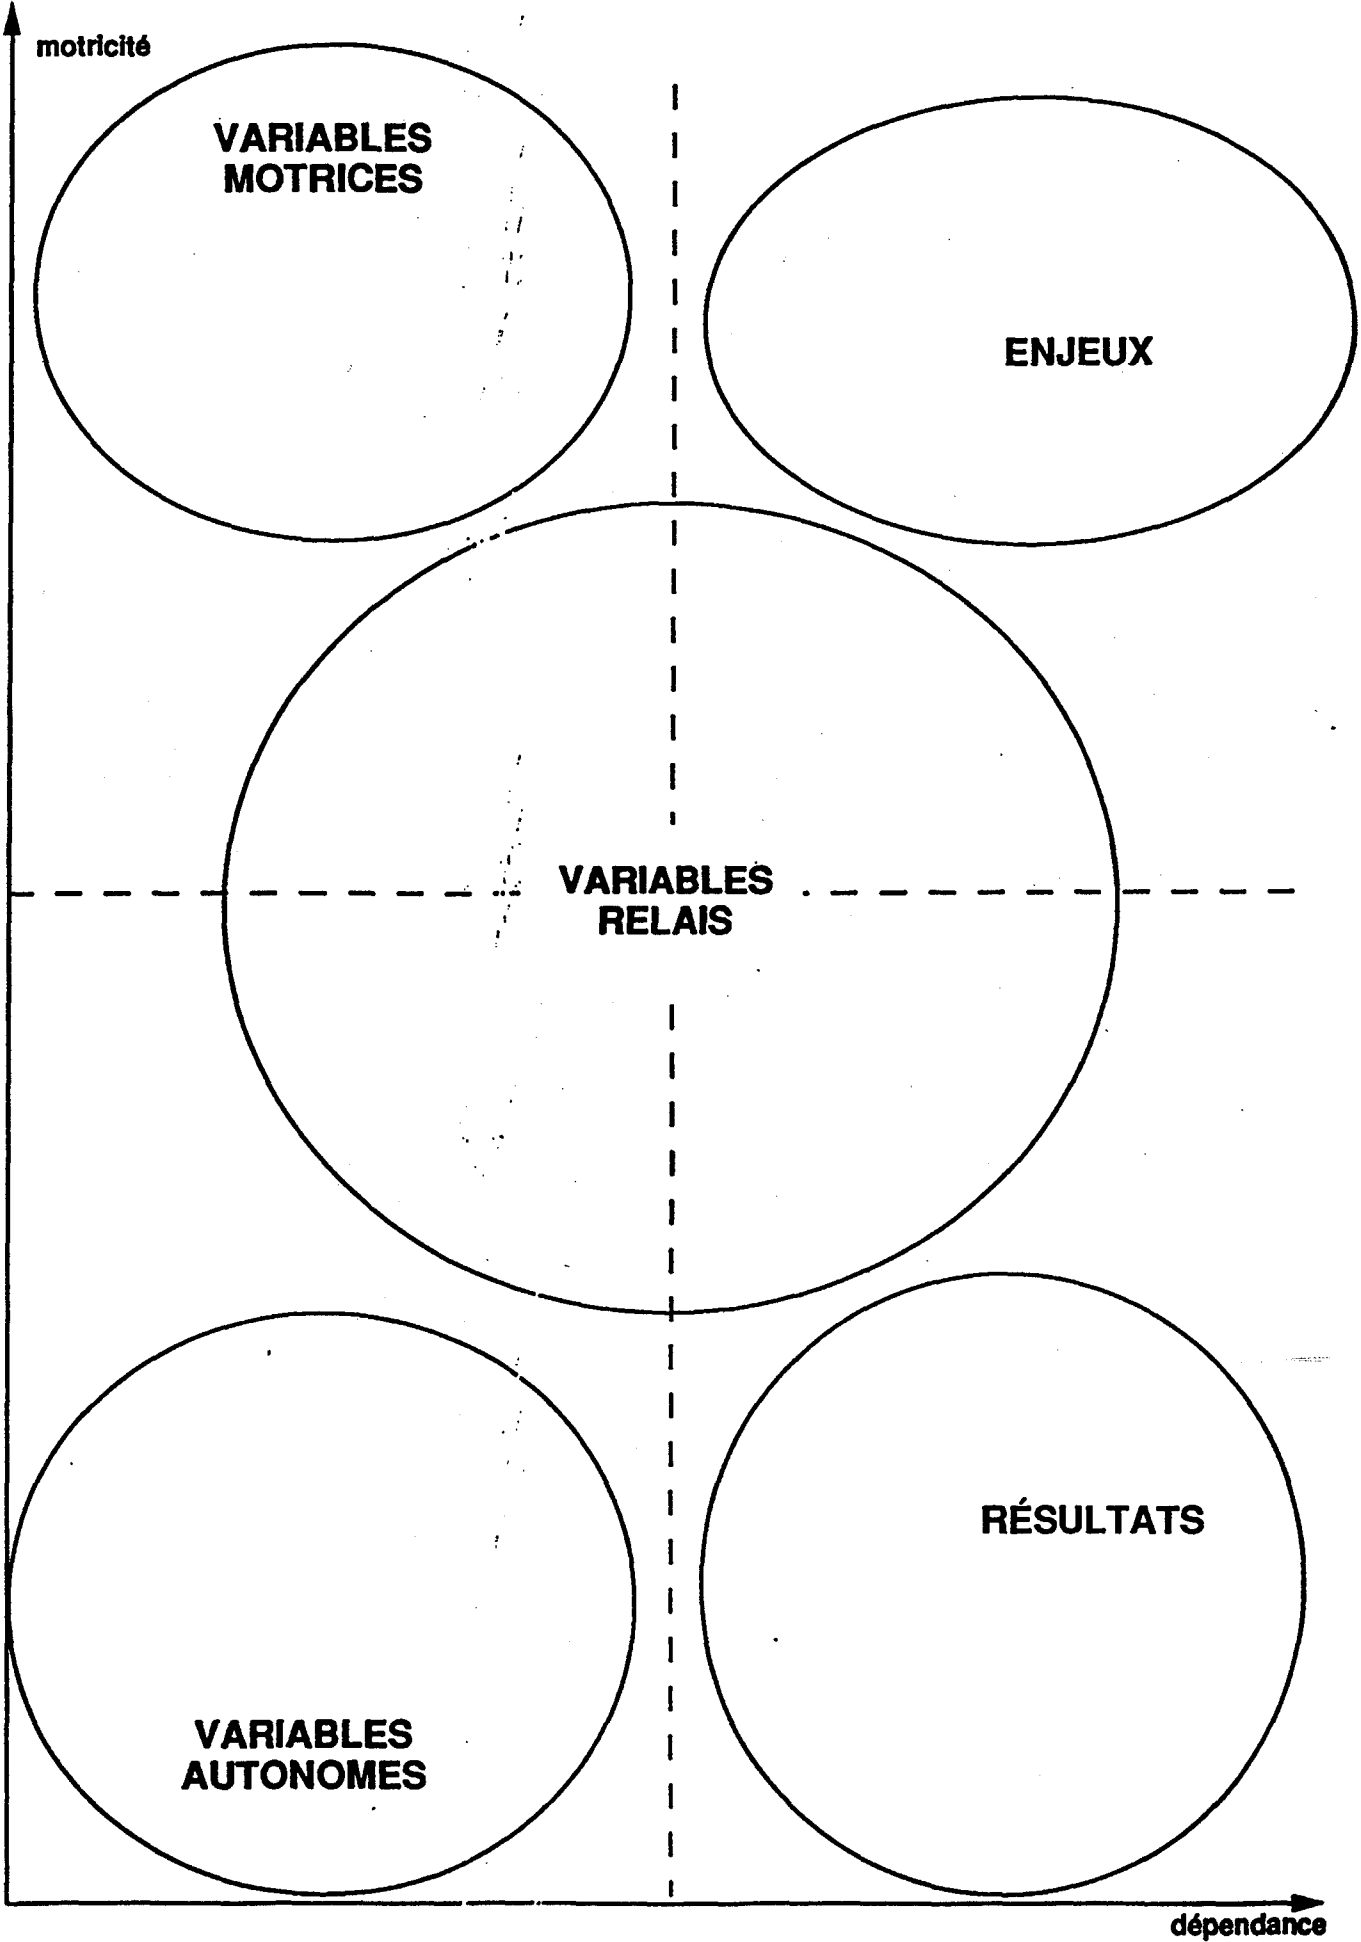 motricité
VARIABLES
MOTRICES
ENJEUX
VARIABLES
RELAIS
RÉSULTATS
VARIABLES
AUTONOMES
dépendance